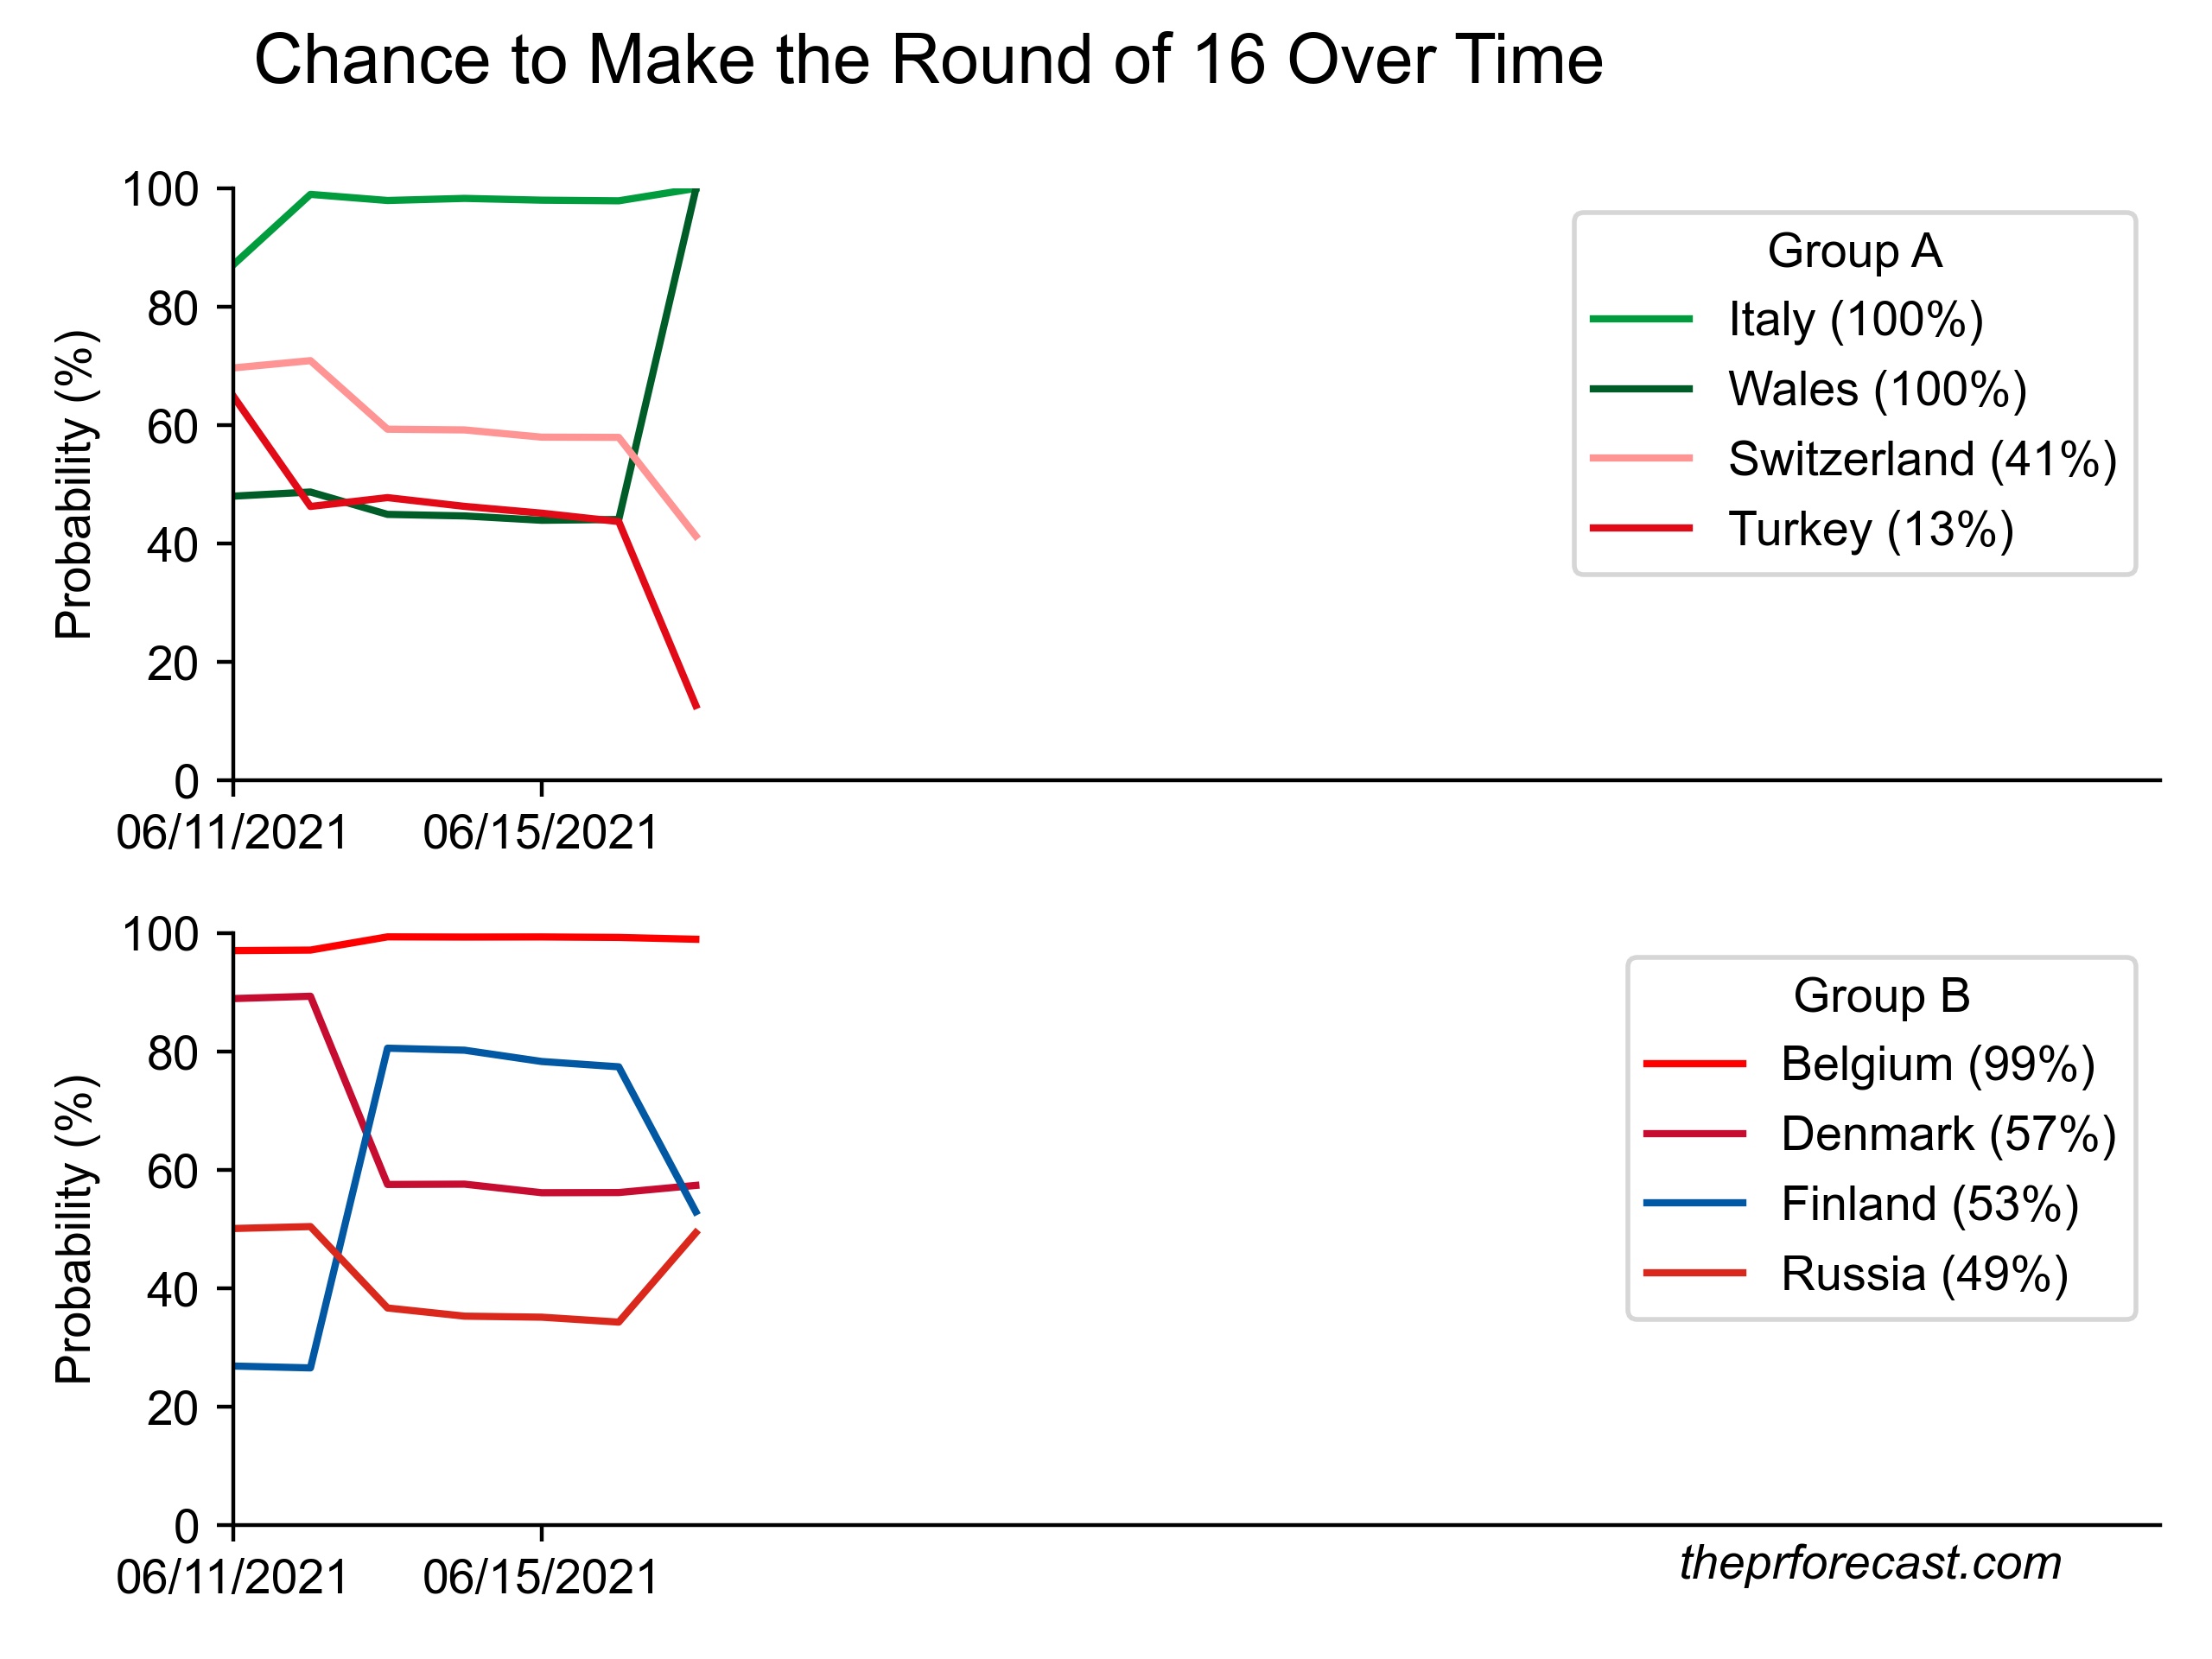 Chance to Make the Round of 16 Over Time
Probability (%)
100
80
60
40
20
0
06/11/2021 06/15/2021
Group A
Italy (100%)
Wales (100%)
Switzerland (41%)
Turkey (13%)
Probability (%)
100
80
60
40
20
0
06/11/2021 06/15/2021
Group B
Belgium (99%)
Denmark (57%)
Finland (53%)
Russia (49%)
theprforecast.com